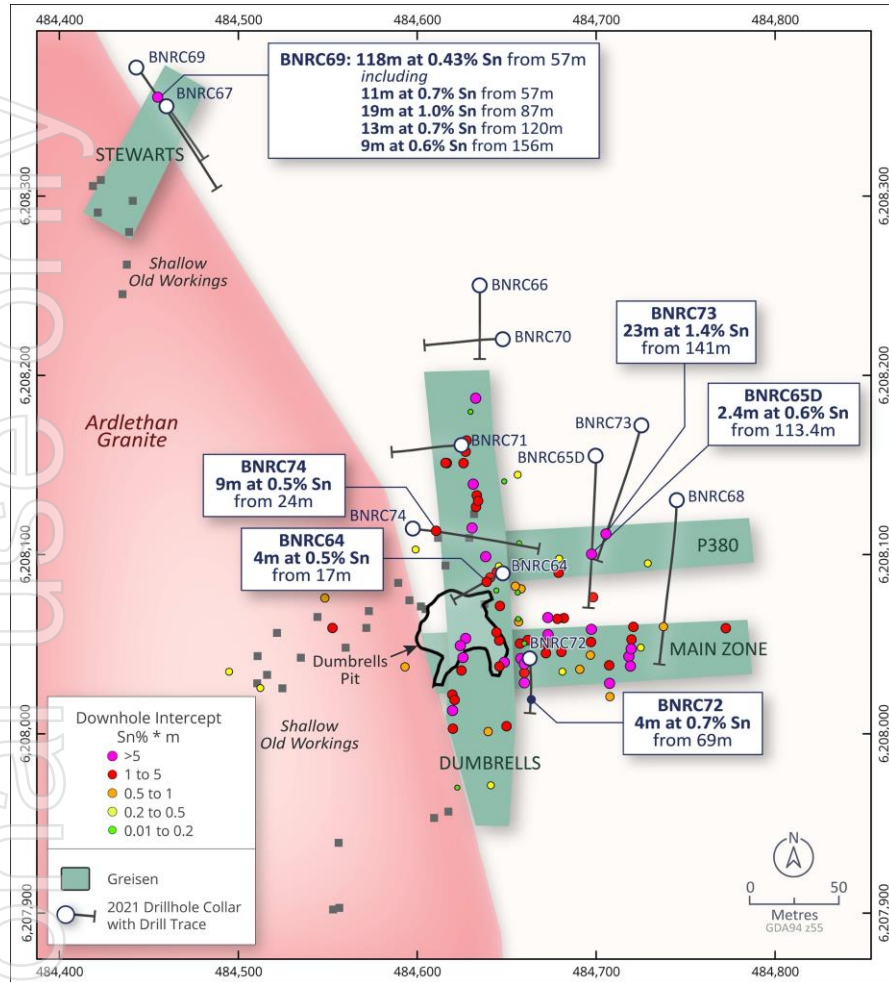 484,400
484,500
484,600
484,700
484,800
BNRC69
BNRC67
BNRC69: 118m at 0.43% Sn from 57m
including
11m at 0.7% Sn from 57m
19m at 1.0% Sn from 87m
13m at 0.7% Sn from 120m
9m at 0.6% Sn from 156m
STEWARTS
6,208,300
6,208,300
Shallow
Old Workings
BNRC66
BNRC70
BNRC73
23m at 1.4% Sn
from 141m
6,208,200
6,208,200
Ardlethan
Granite
BNRC65D
2.4m at 0.6% Sn
from 113.4m
BNRC73
BNRC71
BNRC65D
BNRC74
9m at 0.5% Sn
from 24m
BNRC68
BNRC74
BNRC64
4m at 0.5% Sn
from 17m
P380
BNRC64
6,208,100
6,208,100
BNRC72
MAIN ZONE
Dumbrells
Pit
Shallow
Old Workings
BNRC72
4m at 0.7% Sn
from 69m
6,208,000
6,208,000
DUMBRELLS
Downhole Intercept
Sn% * m
>5
1 to 5
0.5 to 1
0.2 to 0.5
0.01 to 0.2
Greisen
2021 Drillhole Collar
with Drill Trace
N
0 50
Metres
GDA94 z55
6,207,900
6,207,900
484,400
484,500
484,600
484,700
484,800
onal use only